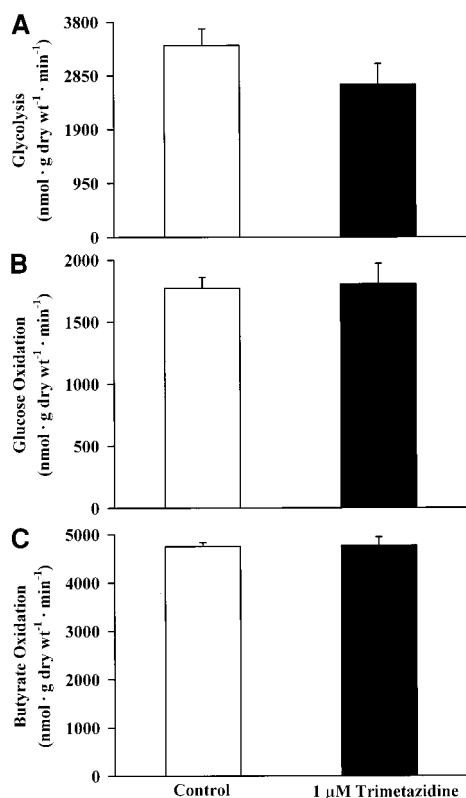 A
Glycolysis
(nmol · g dry wt⁻¹ · min⁻¹)
3800
2850
1900
950
0
B
Glucose Oxidation
(nmol · g dry wt⁻¹ · min⁻¹)
2000
1500
1000
500
0
C
Butyrate Oxidation
(nmol · g dry wt⁻¹ · min⁻¹)
5000
4000
3000
2000
1000
0
Control
1 µM Trimetazidine